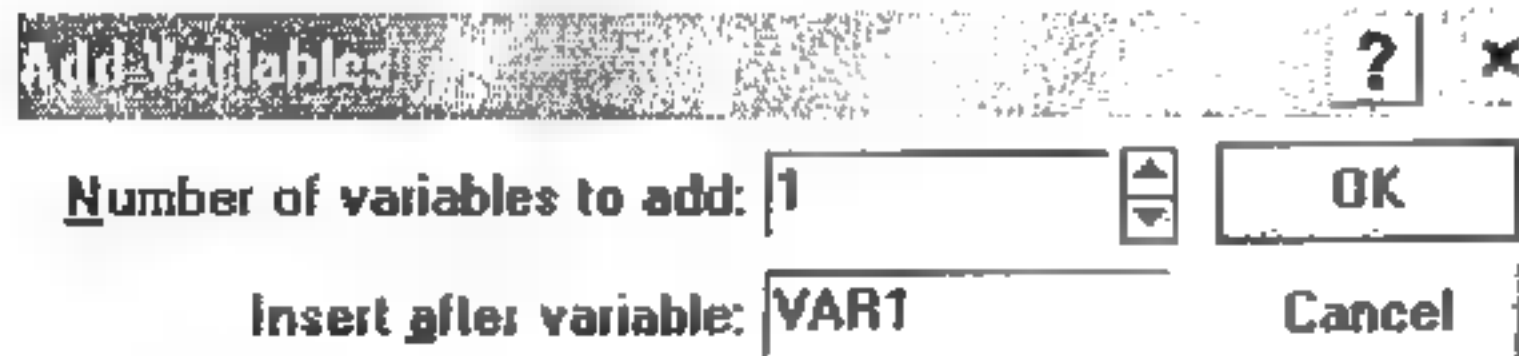 Add Variables ? ×
Number of variables to add: 1 OK
Insert after variable: VAR1 Cancel